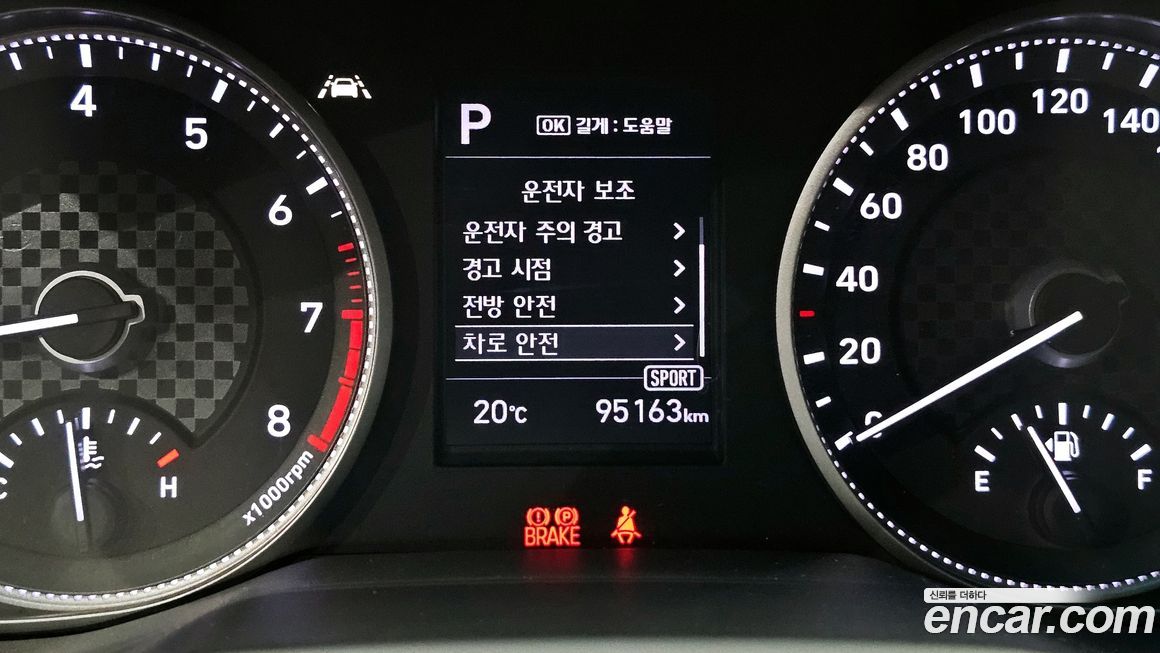 4
5
6
7
8
x1000rpm
C
H
P
OK 길게 : 도움말
운전자 보조
운전자 주의 경고
경고 시점
전방 안전
차로 안전
SPORT
20℃
95163km
BRAKE
0
20
40
60
80
100
120
140
E
F
신뢰를 더하다
encar.com